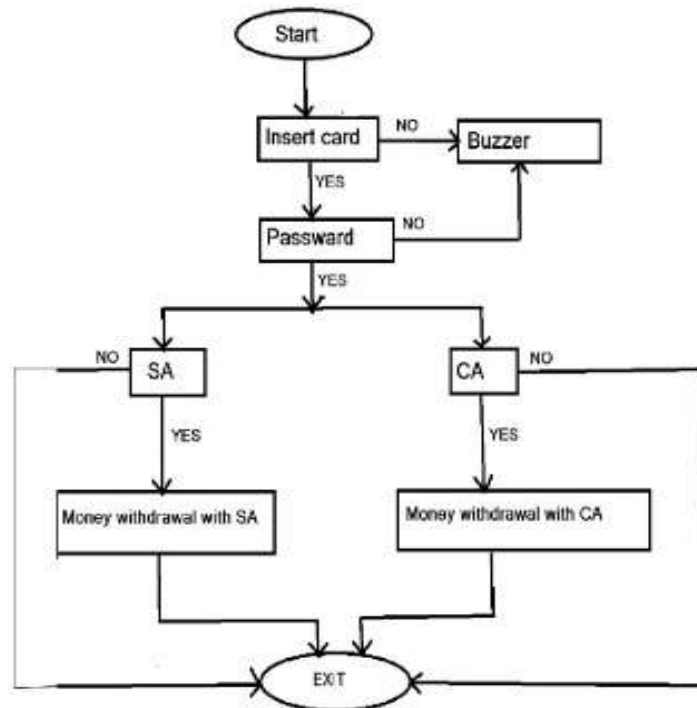 Start
Insert card
NO
Buzzer
YES
Passward
NO
YES
NO
SA
CA
NO
YES
YES
Money withdrawal with SA
Money withdrawal with CA
EXIT